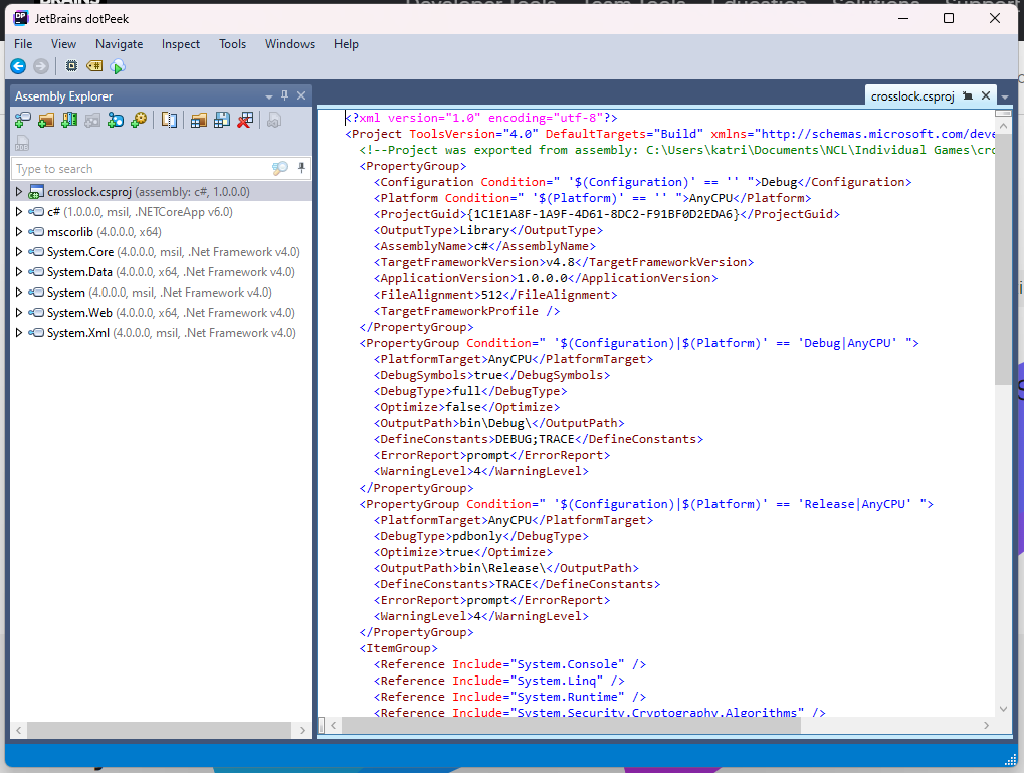 BRAINS
Developer Tools Team Tools Education Solutions Support
JetBrains dotPeek
File View Navigate Inspect Tools Windows Help
Assembly Explorer
Type to search
crosslock.csproj (assembly: c#, 1.0.0.0)
c# (1.0.0.0, msil, .NETCoreApp v6.0)
mscorlib (4.0.0.0, x64)
System.Core (4.0.0.0, msil, .Net Framework v4.0)
System.Data (4.0.0.0, x64, .Net Framework v4.0)
System (4.0.0.0, msil, .Net Framework v4.0)
System.Web (4.0.0.0, x64, .Net Framework v4.0)
System.Xml (4.0.0.0, msil, .Net Framework v4.0)
crosslock.csproj
<?xml version="1.0" encoding="utf-8"?>
<Project ToolsVersion="4.0" DefaultTargets="Build" xmlns="http://schemas.microsoft.com/deve
<!--Project was exported from assembly: C:\Users\katri\Documents\NCL\Individual Games\cro
<PropertyGroup>
<Configuration Condition=" '$(Configuration)' == '' ">Debug</Configuration>
<Platform Condition=" '$(Platform)' == '' ">AnyCPU</Platform>
<ProjectGuid>{1C1E1A8F-1A9F-4D61-8DC2-F91BF0D2EDA6}</ProjectGuid>
<OutputType>Library</OutputType>
<AssemblyName>c#</AssemblyName>
<TargetFrameworkVersion>v4.8</TargetFrameworkVersion>
<ApplicationVersion>1.0.0.0</ApplicationVersion>
<FileAlignment>512</FileAlignment>
<TargetFrameworkProfile />
</PropertyGroup>
<PropertyGroup Condition=" '$(Configuration)|$(Platform)' == 'Debug|AnyCPU' ">
<PlatformTarget>AnyCPU</PlatformTarget>
<DebugSymbols>true</DebugSymbols>
<DebugType>full</DebugType>
<Optimize>false</Optimize>
<OutputPath>bin\Debug\</OutputPath>
<DefineConstants>DEBUG;TRACE</DefineConstants>
<ErrorReport>prompt</ErrorReport>
<WarningLevel>4</WarningLevel>
</PropertyGroup>
<PropertyGroup Condition=" '$(Configuration)|$(Platform)' == 'Release|AnyCPU' ">
<PlatformTarget>AnyCPU</PlatformTarget>
<DebugType>pdbonly</DebugType>
<Optimize>true</Optimize>
<OutputPath>bin\Release\</OutputPath>
<DefineConstants>TRACE</DefineConstants>
<ErrorReport>prompt</ErrorReport>
<WarningLevel>4</WarningLevel>
</PropertyGroup>
<ItemGroup>
<Reference Include="System.Console" />
<Reference Include="System.Linq" />
<Reference Include="System.Runtime" />
<Reference Include="System.Security.Cryptography.Algorithms" />